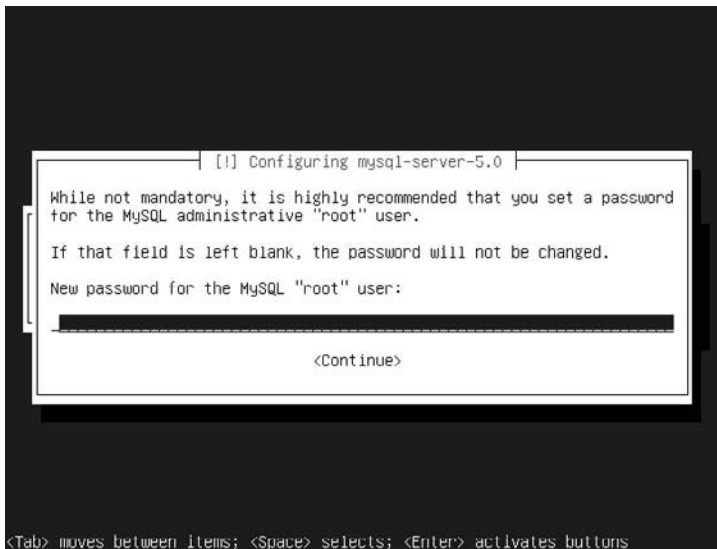 [!] Configuring mysql-server-5.0
While not mandatory, it is highly recommended that you set a password
for the MySQL administrative "root" user.
If that field is left blank, the password will not be changed.
New password for the MySQL "root" user:
<Continue>
<Tab> moves between items; <Space> selects; <Enter> activates buttons